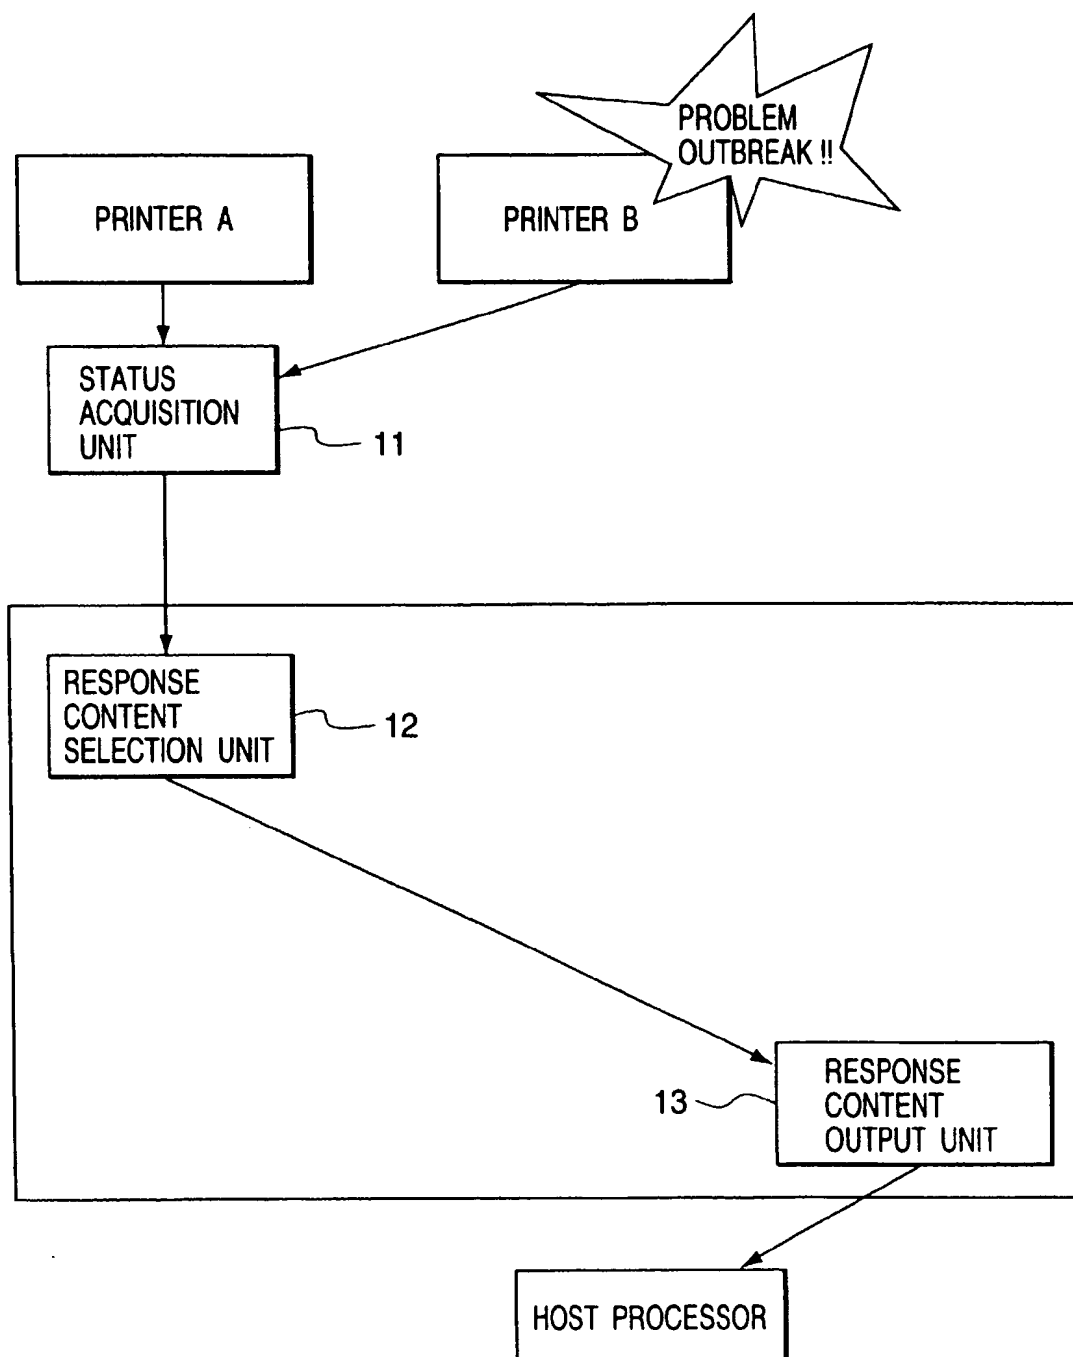 PROBLEM
OUTBREAK !!
PRINTER A
PRINTER B
STATUS
ACQUISITION
UNIT
11
RESPONSE
CONTENT
SELECTION UNIT
12
13
RESPONSE
CONTENT
OUTPUT UNIT
HOST PROCESSOR